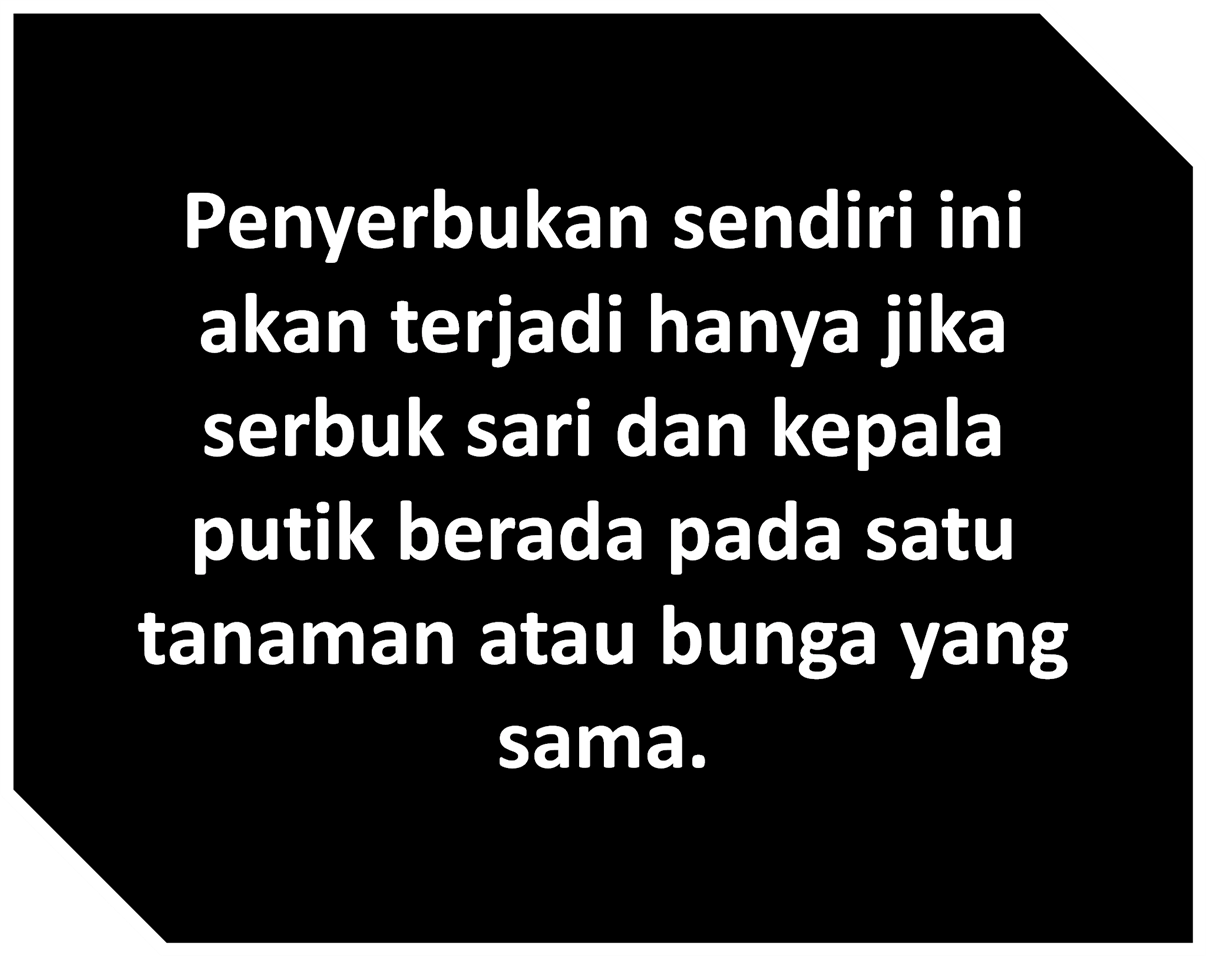 Penyerbukan sendiri ini
akan terjadi hanya jika
serbuk sari dan kepala
putik berada pada satu
tanaman atau bunga yang
sama.